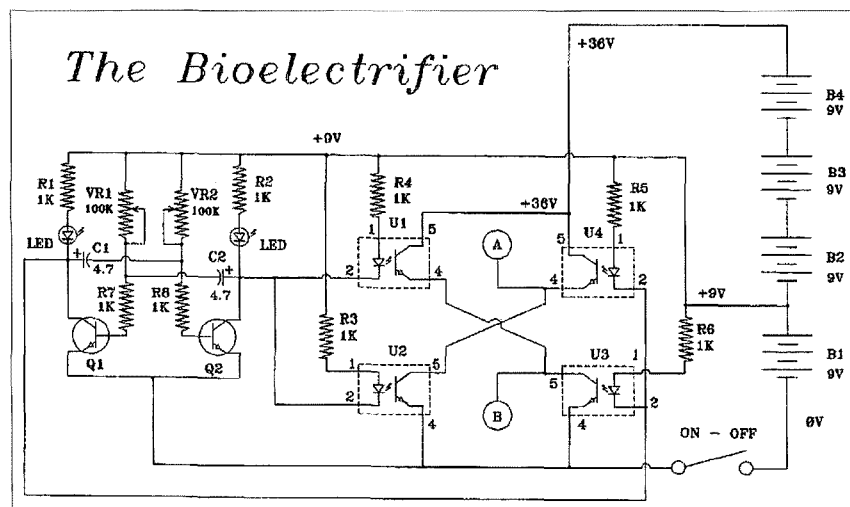 The Bioelectrifier
+36V
B4
9V
B3
9V
B2
9V
+9V
B1
9V
0V
ON - OFF
+9V
R1
1K
VR1
100K
VR2
100K
R2
1K
LED
LED
+
C1
4.7
C2
+
4.7
R7
1K
R8
1K
Q1
Q2
R4
1K
U1
1
2
5
4
+36V
R5
1K
U4
5
1
4
2
A
R3
1K
U2
1
2
5
4
B
U3
5
4
1
2
R6
1K